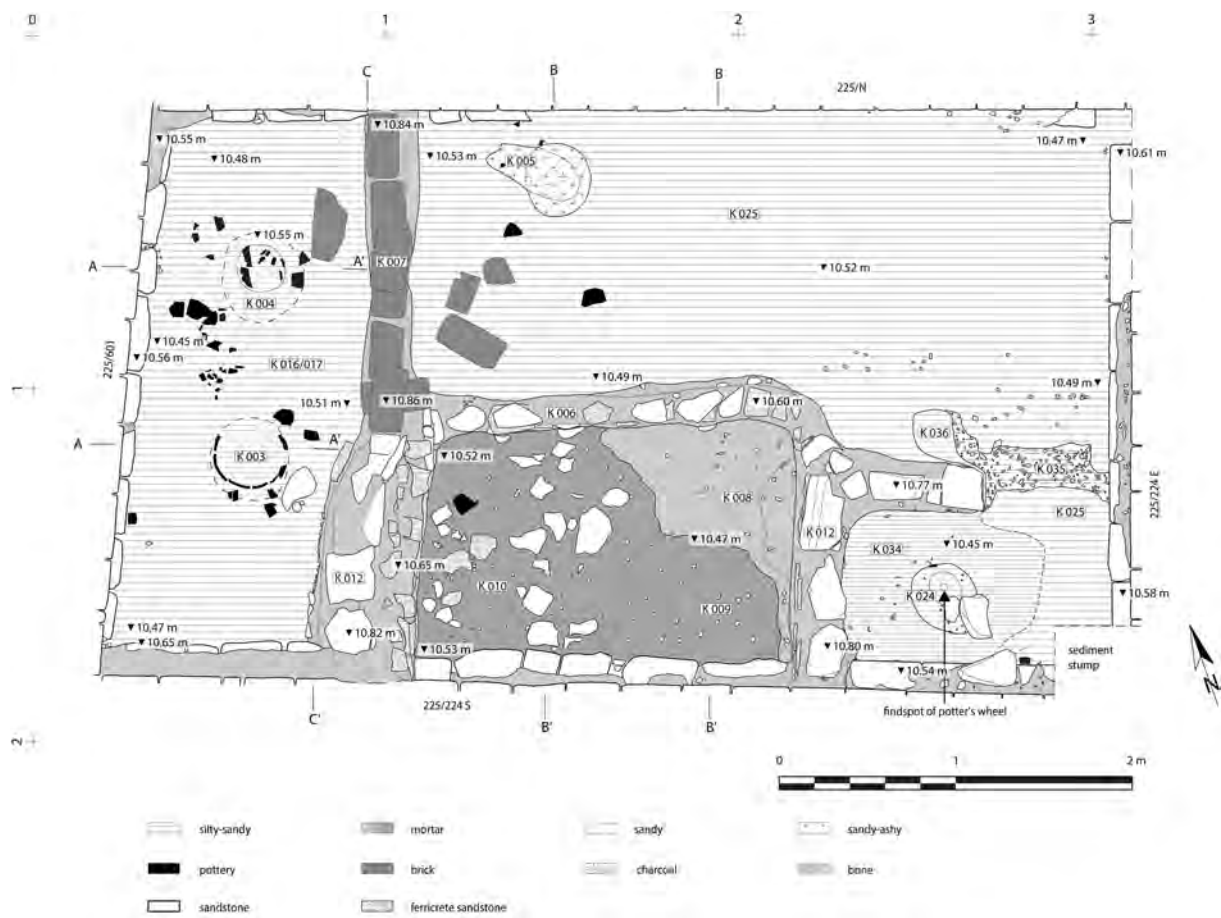 0 1 2 3
C B B
225/N
▼10.84 m
▼10.55 m
▼10.48 m
▼10.53 m
K 005
10.47 m▼
▼10.61 m
K 025
▼10.55 m
A A' K 007
▼10.52 m
K 004
▼10.45 m
▼10.56 m
225/601
K 016/017
▼10.49 m
10.49 m▼
1
10.51 m▼
▼10.86 m
K 006
▼10.60 m
K 036
A A'
K 003
▼10.52 m
K 035
▼10.77 m
K 008
K 012
K 025
225/224 E
▼10.47 m
K 034
▼10.45 m
▼10.65 m
K 012
K 010
K 009
K 024
▼10.58 m
▼10.47 m
▼10.65 m
▼10.82 m
▼10.53 m
▼10.80 m
▼10.54 m
sediment
stump
N
C'
225/224 S
B' B'
findspot of potter's wheel
2
0 1 2 m
silty-sandy mortar sandy sandy-ashy
pottery brick charcoal bone
sandstone ferricrete sandstone